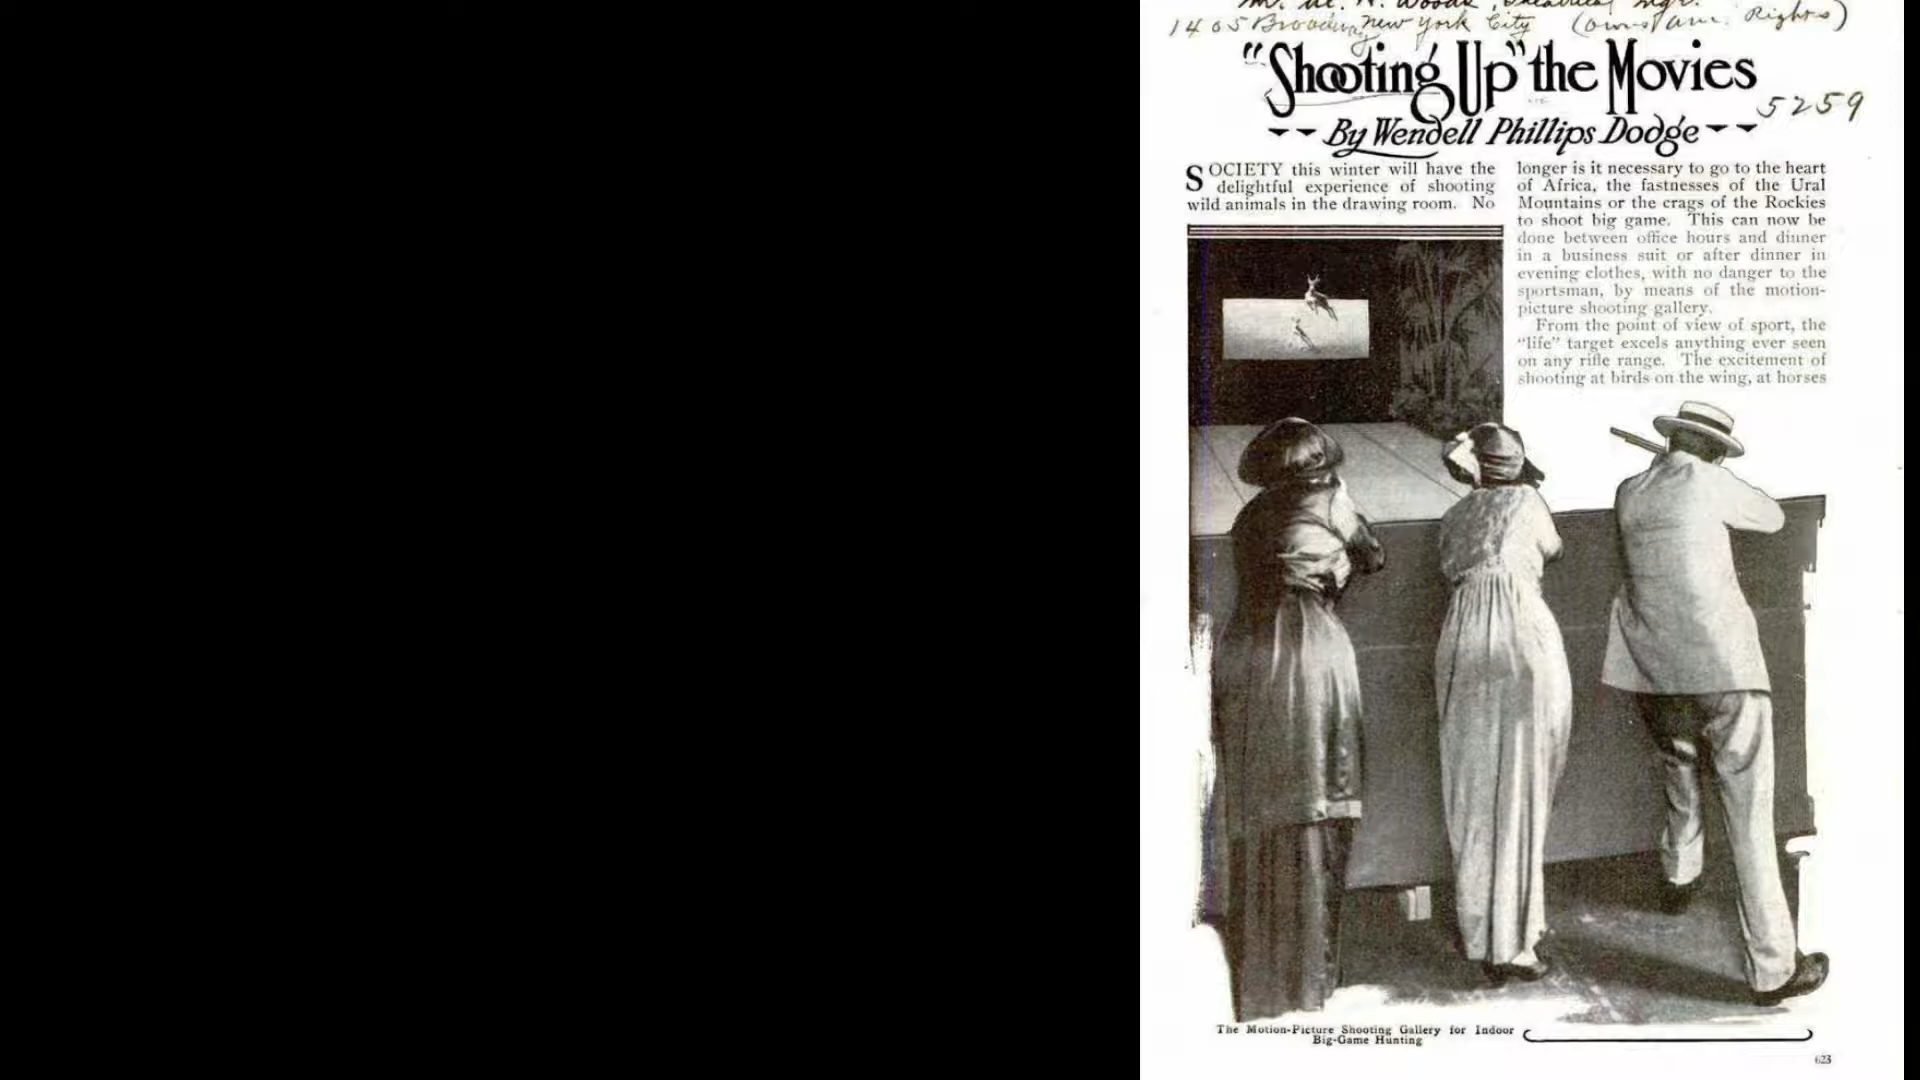 1405 Broadway New York City (owns Am. Rights)
"Shooting Up" the Movies
5259
By Wendell Phillips Dodge
SOCIETY this winter will have the
delightful experience of shooting
wild animals in the drawing room. No
longer is it necessary to go to the heart
of Africa, the fastnesses of the Ural
Mountains or the crags of the Rockies
to shoot big game. This can now be
done between office hours and dinner
in a business suit or after dinner in
evening clothes, with no danger to the
sportsman, by means of the motion-
picture shooting gallery.
From the point of view of sport, the
"life" target excels anything ever seen
on any rifle range. The excitement of
shooting at birds on the wing, at horses
The Motion-Picture Shooting Gallery for Indoor
Big-Game Hunting
623